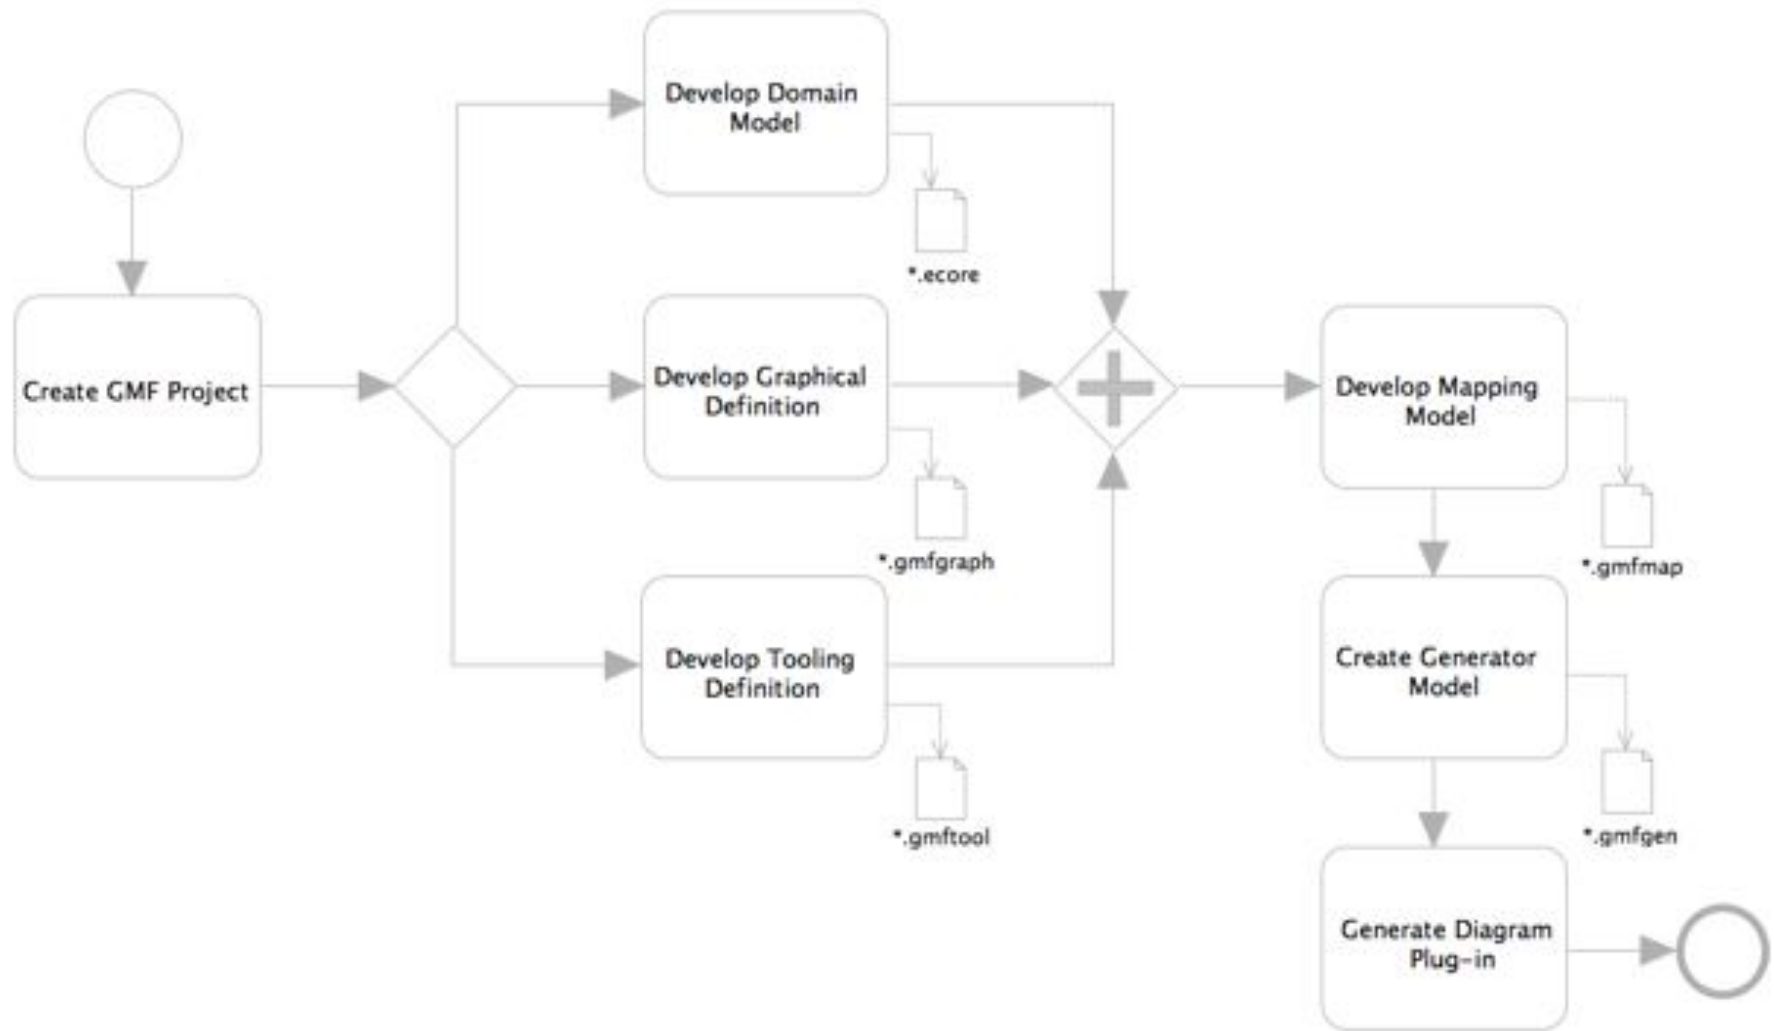 Develop Domain
Model
*.ecore
Create GMF Project
Develop Graphical
Definition
*.gmfgraph
Develop Tooling
Definition
*.gmftool
Develop Mapping
Model
*.gmfmap
Create Generator
Model
*.gmfgen
Generate Diagram
Plug-in